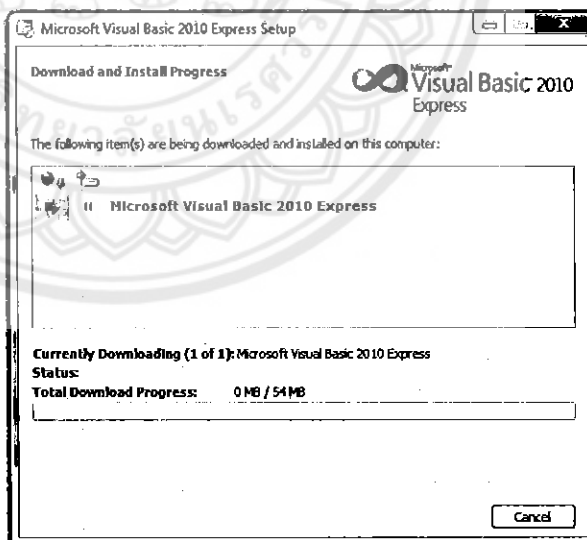 Microsoft Visual Basic 2010 Express Setup
Download and Install Progress
Microsoft
Visual Basic 2010
Express
The following item(s) are being downloaded and installed on this computer:
Microsoft Visual Basic 2010 Express
Currently Downloading (1 of 1): Microsoft Visual Basic 2010 Express
Status:
Total Download Progress: 0 MB / 54 MB
Cancel